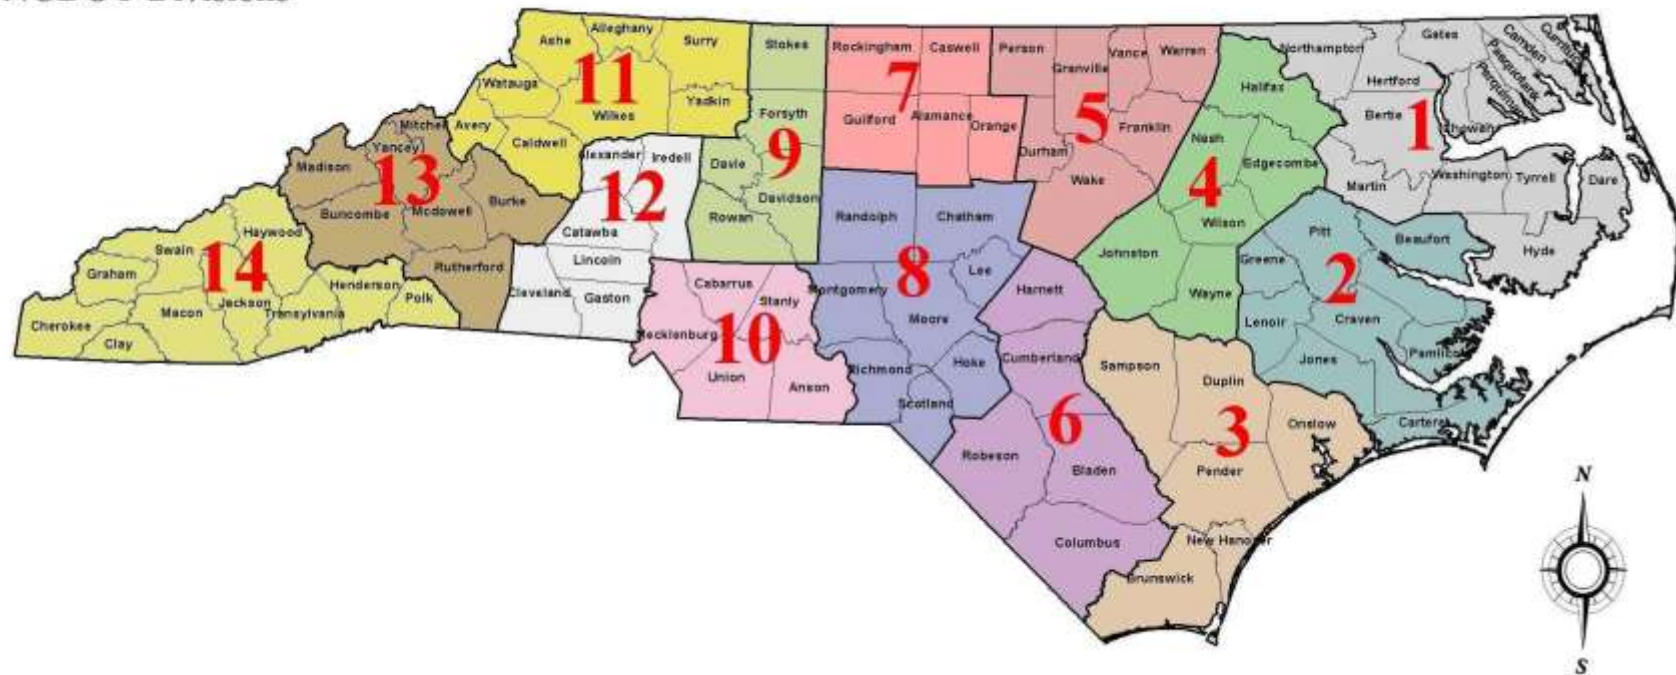 Alleghany
Ashe
Surry
Watauga
11
Wilkes
Yadkin
Avery
Caldwell
Stokes
Forsyth
9
Davie
Davidson
Rowan
Rockingham
Caswell
7
Guilford
Alamance
Orange
Person
Granville
Vance
Warren
5
Franklin
Durham
Wake
Halifax
Nash
Edgecombe
4
Wilson
Johnston
Wayne
Northampton
Gates
Camden
Currituck
Pasquotank
Perquimans
Hertford
Bertie
1
Chowan
Martin
Washington
Tyrrell
Dare
Hyde
Mitchell
Yancey
Madison
13
Buncombe
Mcdowell
Burke
Rutherford
Alexander
Iredell
12
Catawba
Lincoln
Cleveland
Gaston
Haywood
Swain
14
Graham
Jackson
Henderson
Polk
Macon
Transylvania
Cherokee
Clay
Cabarrus
Stanly
Mecklenburg
10
Union
Anson
Randolph
Chatham
8
Lee
Montgomery
Moore
Richmond
Hoke
Scotland
Harnett
Cumberland
6
Robeson
Bladen
Columbus
Pitt
Beaufort
Greene
2
Lenoir
Craven
Jones
Pamlico
Carteret
Sampson
Duplin
3
Onslow
Pender
New Hanover
Brunswick
N
S